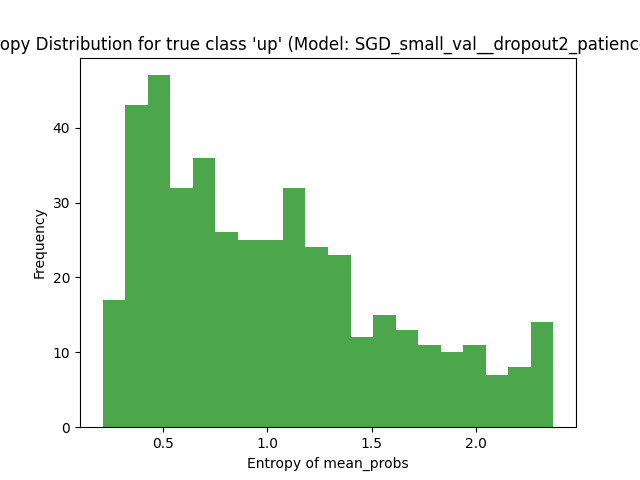 opy Distribution for true class 'up' (Model: SGD_small_val__dropout2_patienc
40
30
20
10
0
Frequency
0.5 1.0 1.5 2.0
Entropy of mean_probs